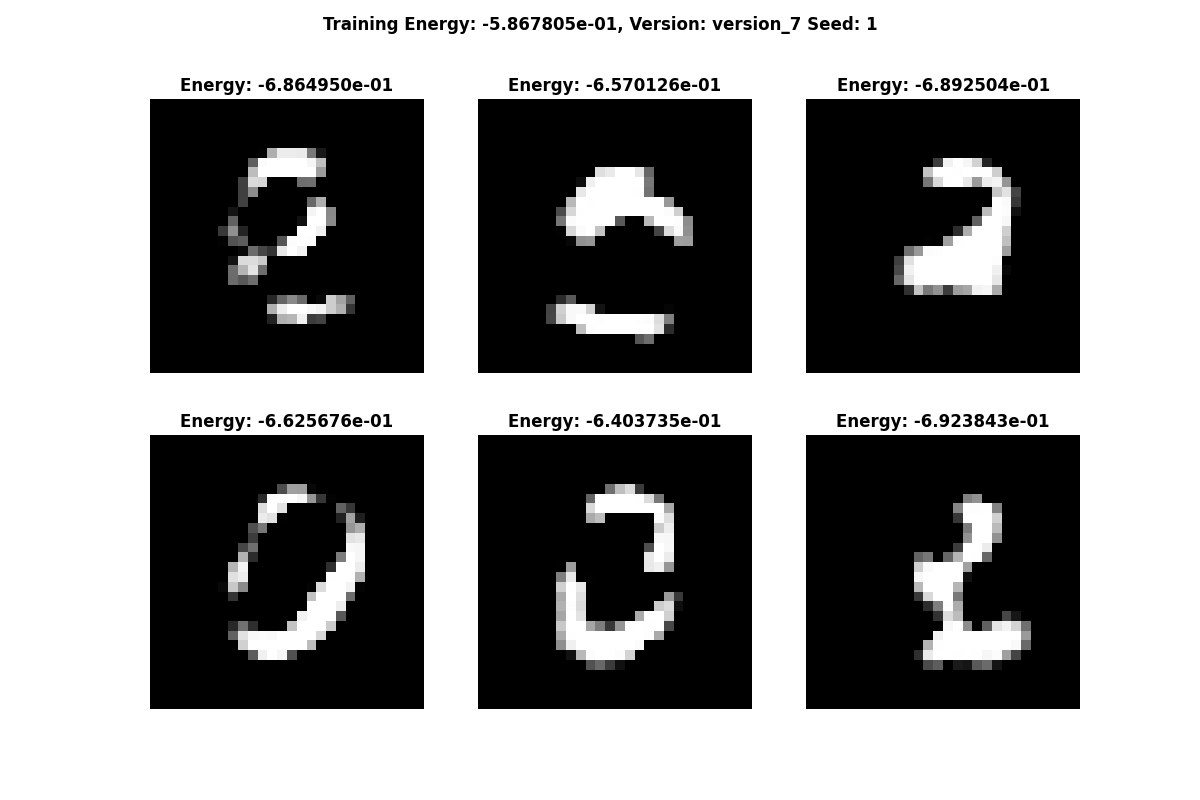 Training Energy: -5.867805e-01, Version: version_7 Seed: 1
Energy: -6.864950e-01
Energy: -6.570126e-01
Energy: -6.892504e-01
Energy: -6.625676e-01
Energy: -6.403735e-01
Energy: -6.923843e-01